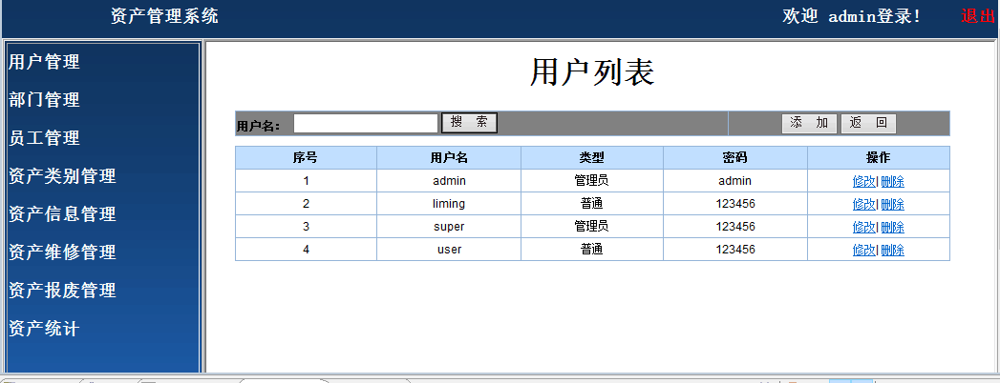 资产管理系统 欢迎 admin登录! 退出
用户管理
部门管理
员工管理
资产类别管理
资产信息管理
资产维修管理
资产报废管理
资产统计
用户列表
用户名: 搜 索 添 加 返 回
序号 用户名 类型 密码 操作
1 admin 管理员 admin 修改|删除
2 liming 普通 123456 修改|删除
3 super 管理员 123456 修改|删除
4 user 普通 123456 修改|删除